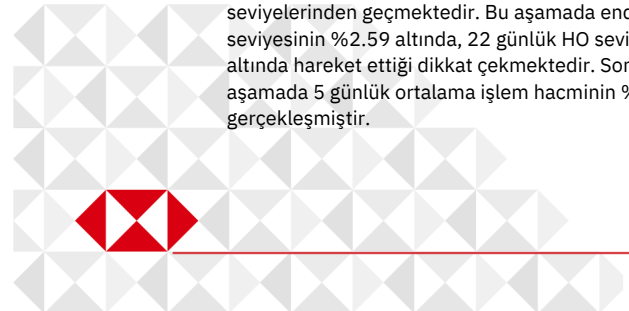 seviyelerinden geçmektedir. Bu aşamada end
seviyesinin %2.59 altında, 22 günlük HO sevi
altında hareket ettiği dikkat çekmektedir. Son
aşamada 5 günlük ortalama işlem hacminin %
gerçekleşmiştir.